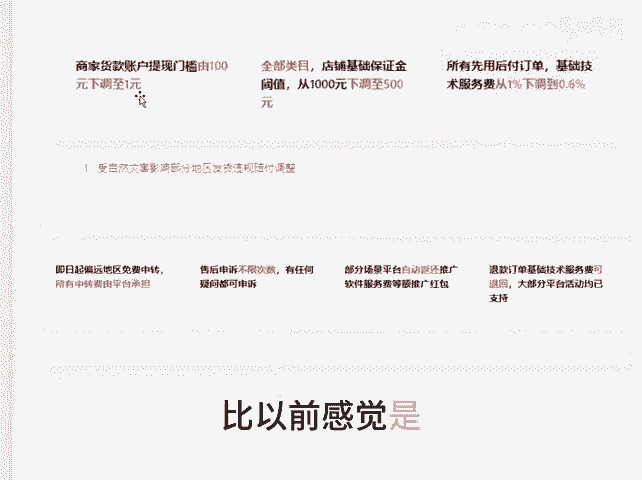 商家货款账户提现门槛由100
元下调至1元
全部类目，店铺基础保证金
阈值，从1000元下调至500
元
所有先用后付订单，基础技
术服务费从1%下调到0.6%
受自然灾害影响部分地区发货违规赔付调整
即日起偏远地区免费中转，
所有中转费由平台承担
售后申诉不限次数，有任何
疑问都可申诉
部分场景平台自动返还推广
软件服务费等额推广红包
退款订单基础技术服务费可
退回，大部分平台活动均已
支持
比以前感觉是